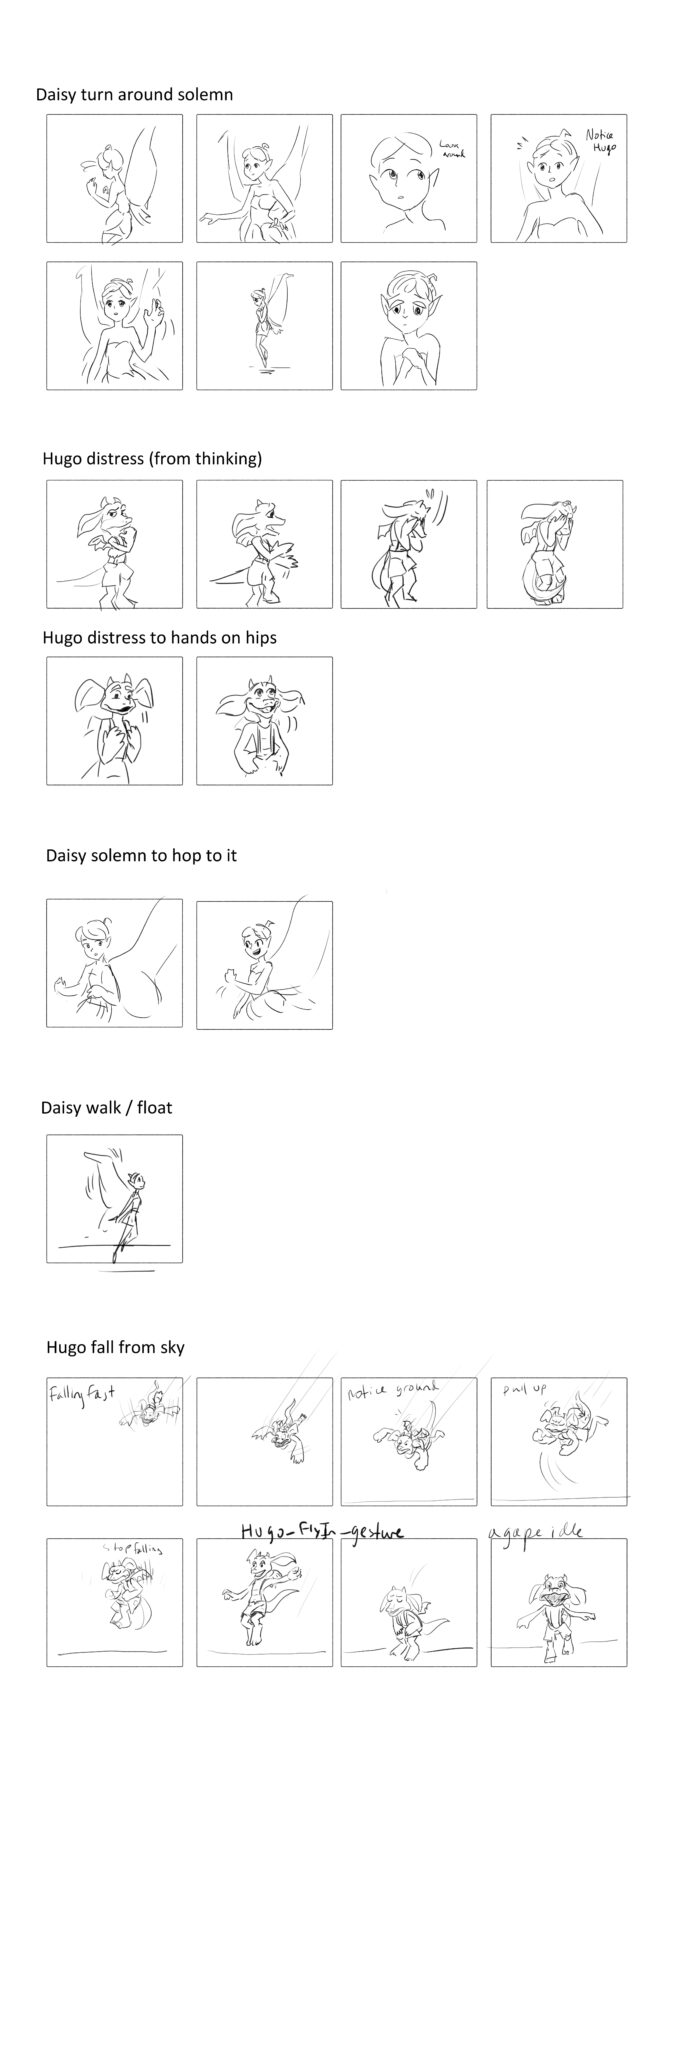 Daisy turn around solemn
Look
around
Notice
Hugo
Hugo distress (from thinking)
Hugo distress to hands on hips
Daisy solemn to hop to it
Daisy walk / float
Hugo fall from sky
Falling fast
notice ground
pull up
stop falling
Hugo-FlyIn-gesture
agape idle